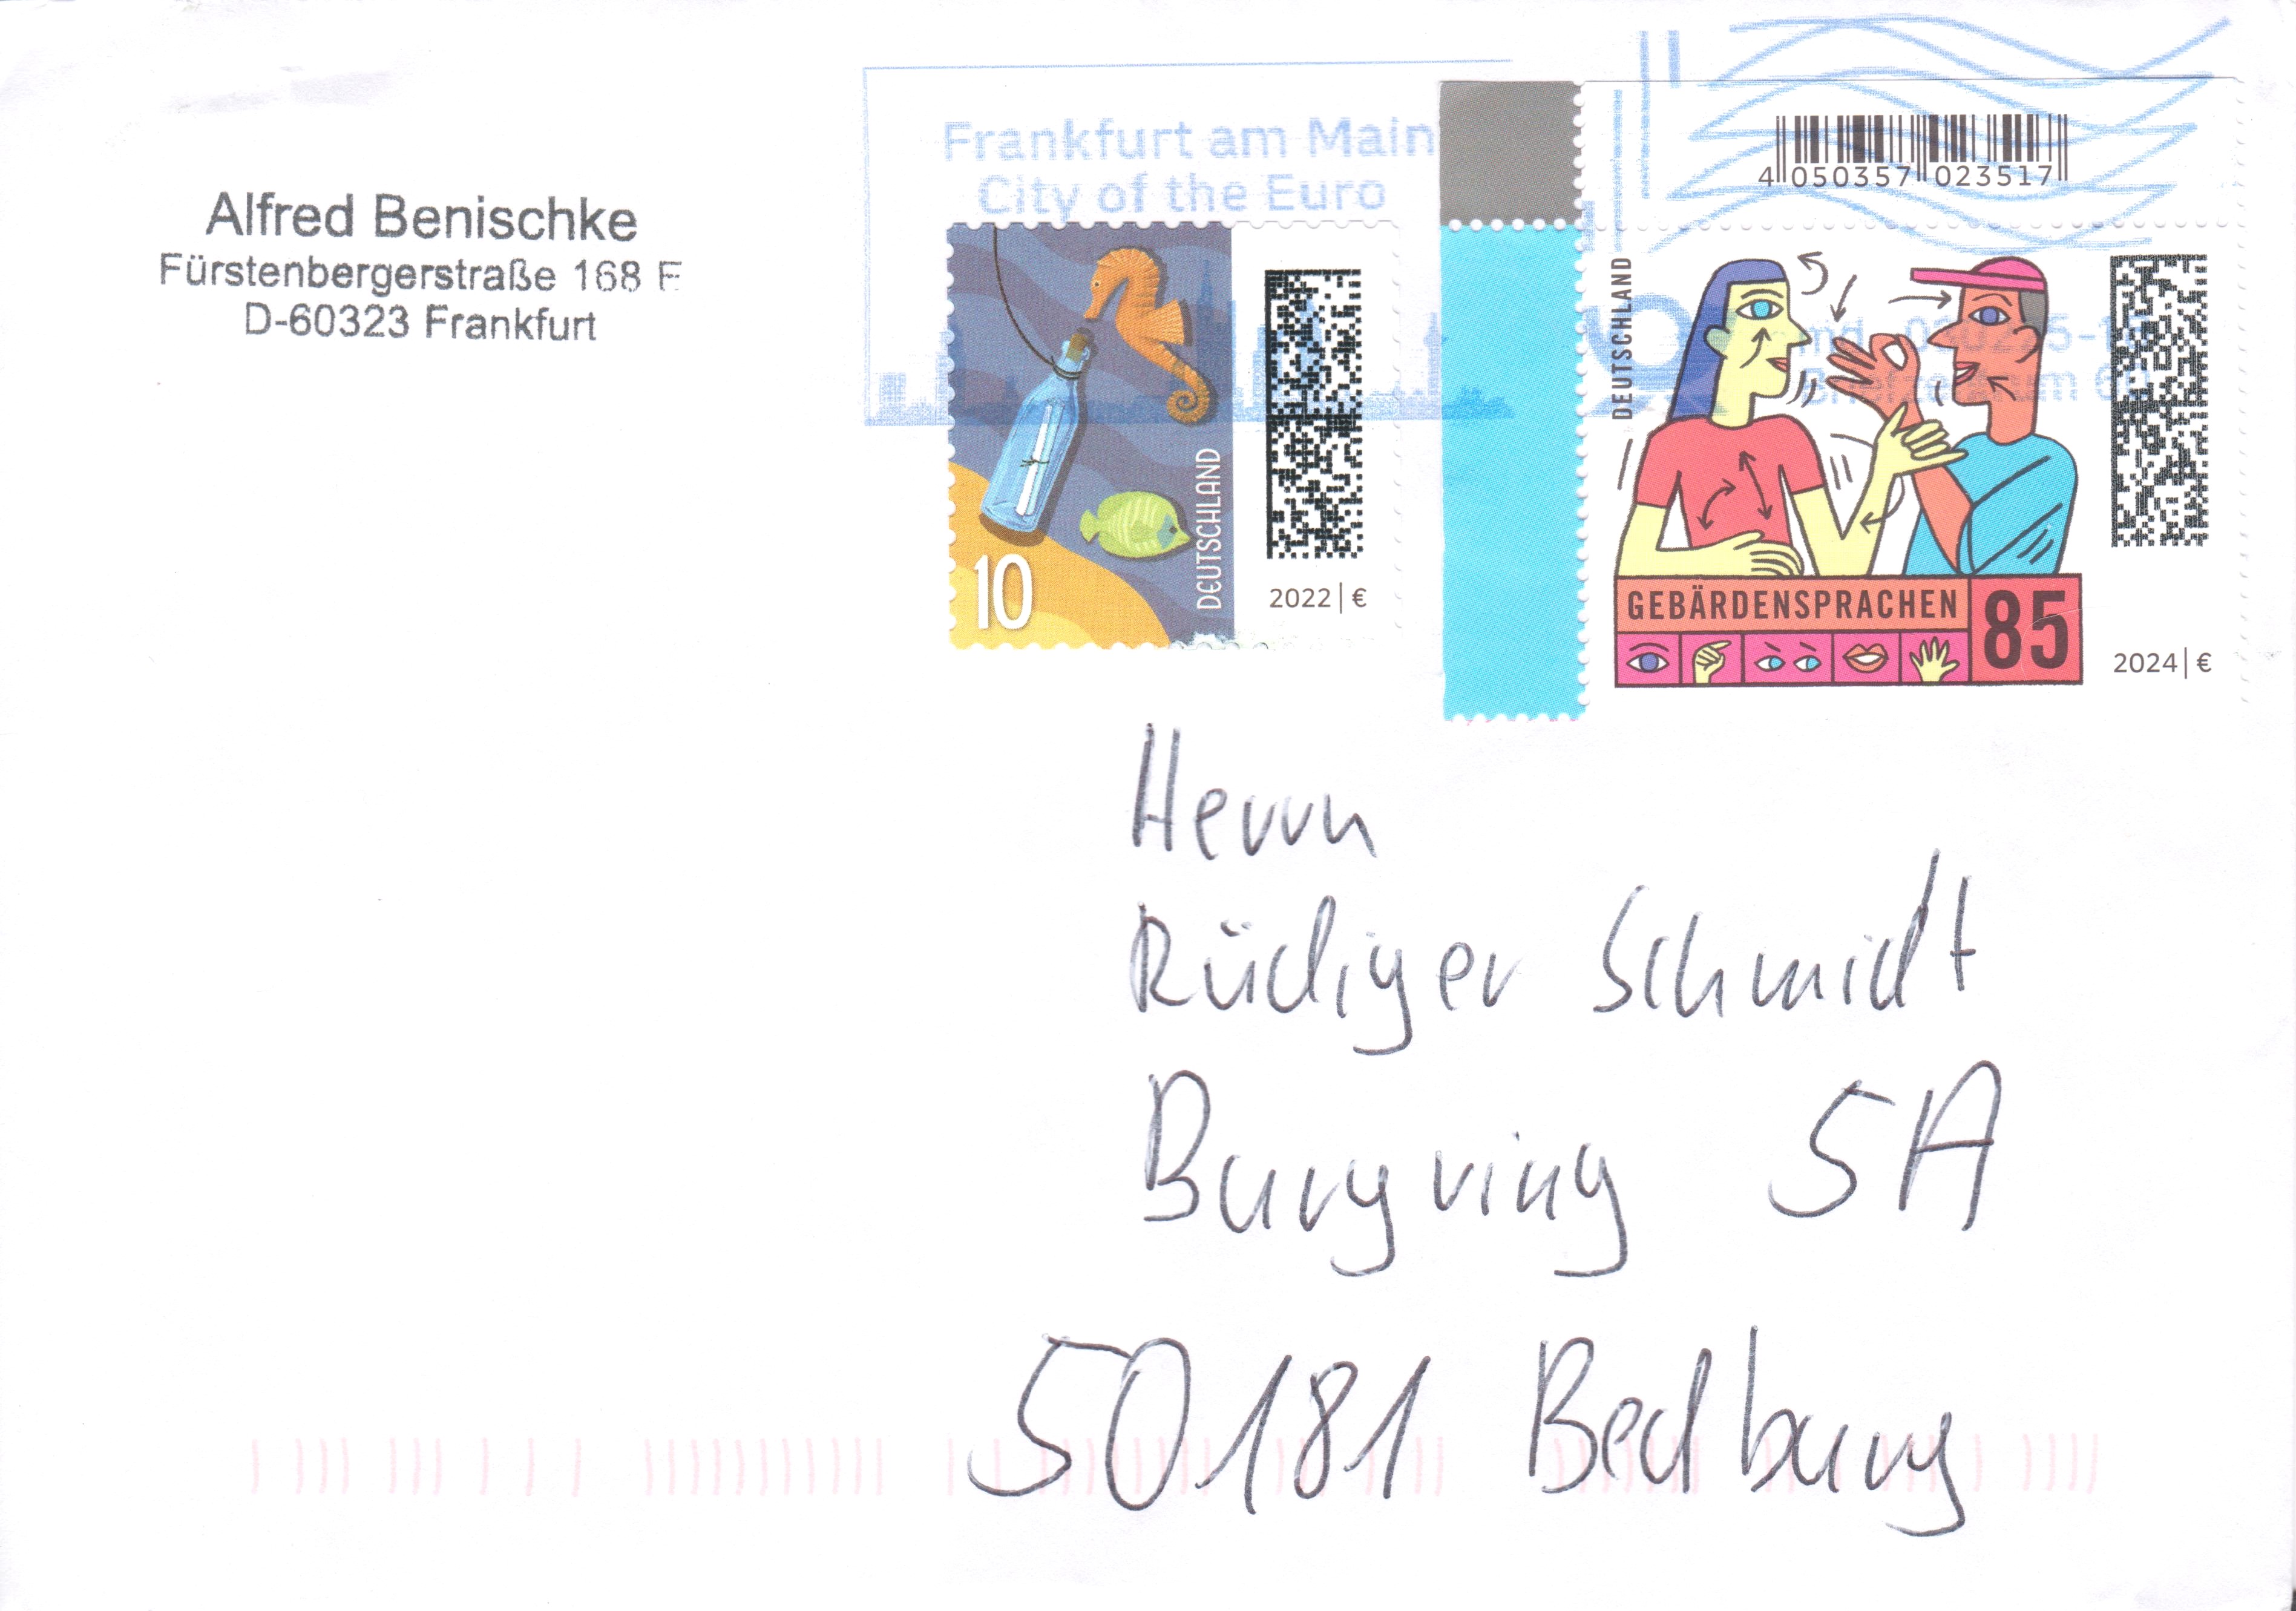 Alfred Benischke
Fürstenbergerstraße 168 F
D-60323 Frankfurt
Frankfurt am Main
City of the Euro
10
DEUTSCHLAND
2022 | €
4 050357 023517
DEUTSCHLAND
GEBÄRDENSPRACHEN
85
2024 | €
Herrn
Rüdiger Schmidt
Burgring 5A
50181 Bedburg